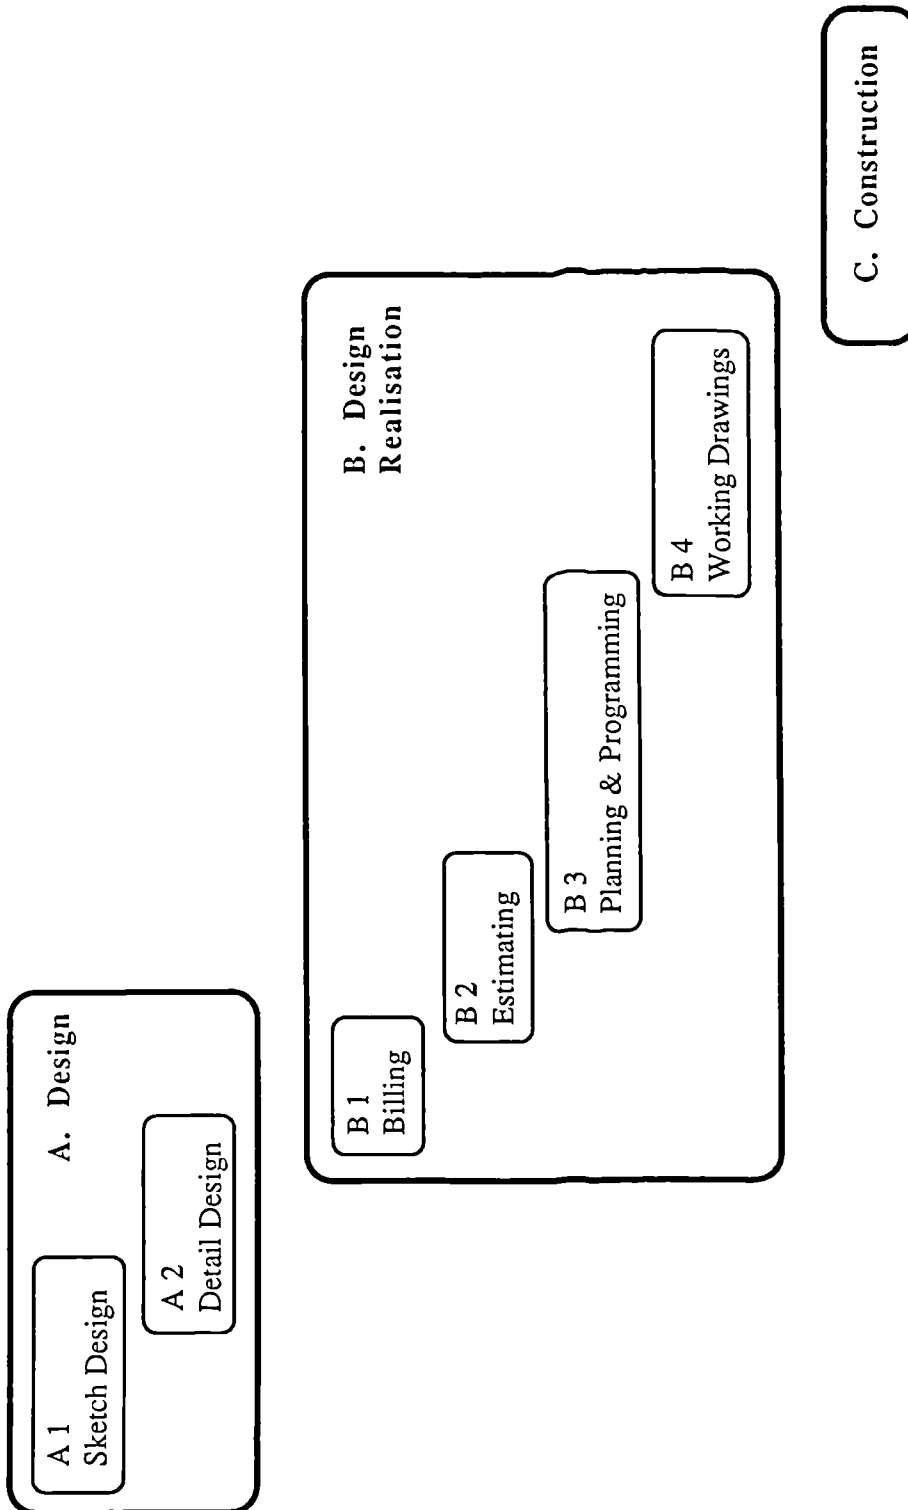 A. Design
A 1
Sketch Design
A 2
Detail Design
B. Design
Realisation
B 1
Billing
B 2
Estimating
B 3
Planning & Programming
B 4
Working Drawings
C. Construction